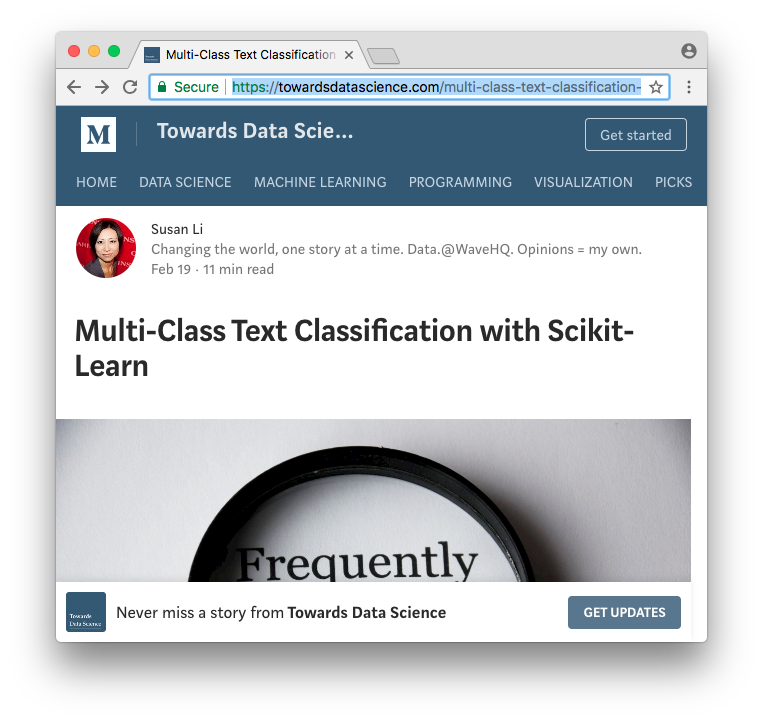 Multi-Class Text Classification
Secure https://towardsdatascience.com/multi-class-text-classification-
M Towards Data Scie... Get started
HOME DATA SCIENCE MACHINE LEARNING PROGRAMMING VISUALIZATION PICKS
Susan Li
Changing the world, one story at a time. Data.@WaveHQ. Opinions = my own.
Feb 19 · 11 min read
Multi-Class Text Classification with Scikit-
Learn
Frequently
Towards
Data Science
Never miss a story from Towards Data Science GET UPDATES